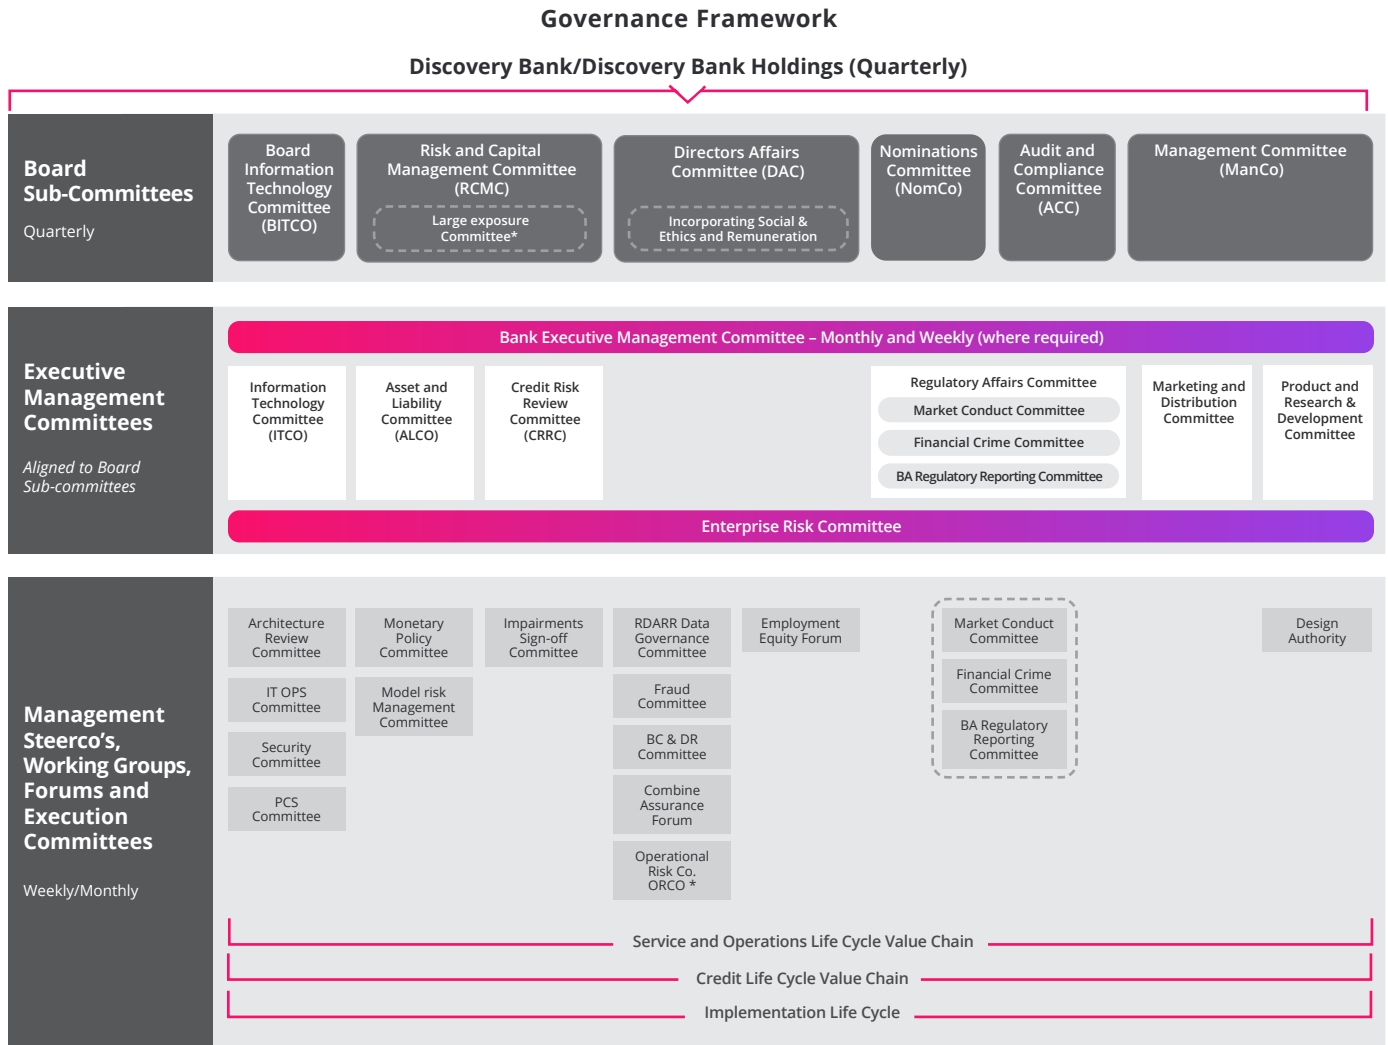 Governance Framework
Discovery Bank/Discovery Bank Holdings (Quarterly)
Board
Sub-Committees
Quarterly
Board
Information
Technology
Committee
(BITCO)
Risk and Capital
Management Committee
(RCMC)
Large exposure
Committee*
Directors Affairs
Committee (DAC)
Incorporating Social &
Ethics and Remuneration
Nominations
Committee
(NomCo)
Audit and
Compliance
Committee
(ACC)
Management Committee
(ManCo)
Executive
Management
Committees
Aligned to Board
Sub-committees
Bank Executive Management Committee – Monthly and Weekly (where required)
Information
Technology
Committee
(ITCO)
Asset and
Liability
Committee
(ALCO)
Credit Risk
Review
Committee
(CRRC)
Regulatory Affairs Committee
Market Conduct Committee
Financial Crime Committee
BA Regulatory Reporting Committee
Marketing and
Distribution
Committee
Product and
Research &
Development
Committee
Enterprise Risk Committee
Management
Steerco’s,
Working Groups,
Forums and
Execution
Committees
Weekly/Monthly
Architecture
Review
Committee
IT OPS
Committee
Security
Committee
PCS
Committee
Monetary
Policy
Committee
Model risk
Management
Committee
Impairments
Sign-off
Committee
RDARR Data
Governance
Committee
Fraud
Committee
BC & DR
Committee
Combine
Assurance
Forum
Operational
Risk Co.
ORCO *
Employment
Equity Forum
Market Conduct
Committee
Financial Crime
Committee
BA Regulatory
Reporting
Committee
Design
Authority
Service and Operations Life Cycle Value Chain
Credit Life Cycle Value Chain
Implementation Life Cycle